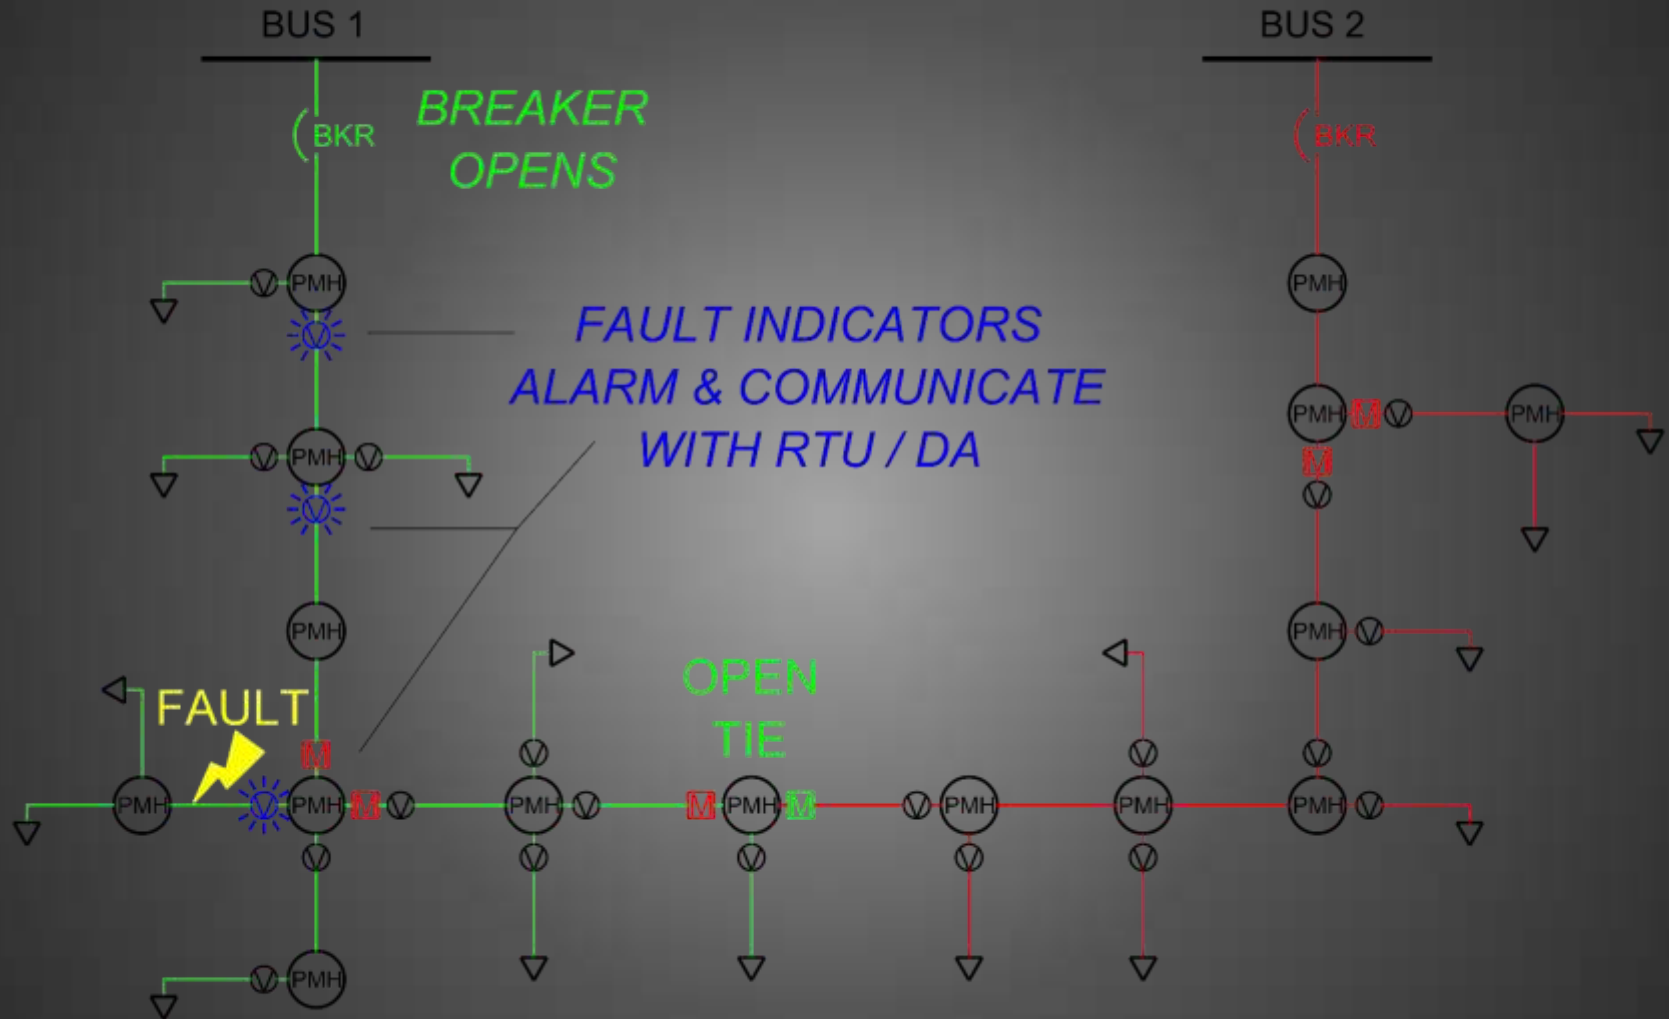 BUS 1
BUS 2
BREAKER
OPENS
BKR
BKR
PMH
V
PMH
V
FAULT INDICATORS
ALARM & COMMUNICATE
WITH RTU / DA
PMH
M
V
PMH
V
PMH
V
M
V
V
PMH
PMH
V
OPEN
TIE
FAULT
M
V
V
V
PMH
V
PMH
M
V
PMH
V
M
PMH
M
V
PMH
PMH
PMH
V
V
V
V
V
V
V
PMH